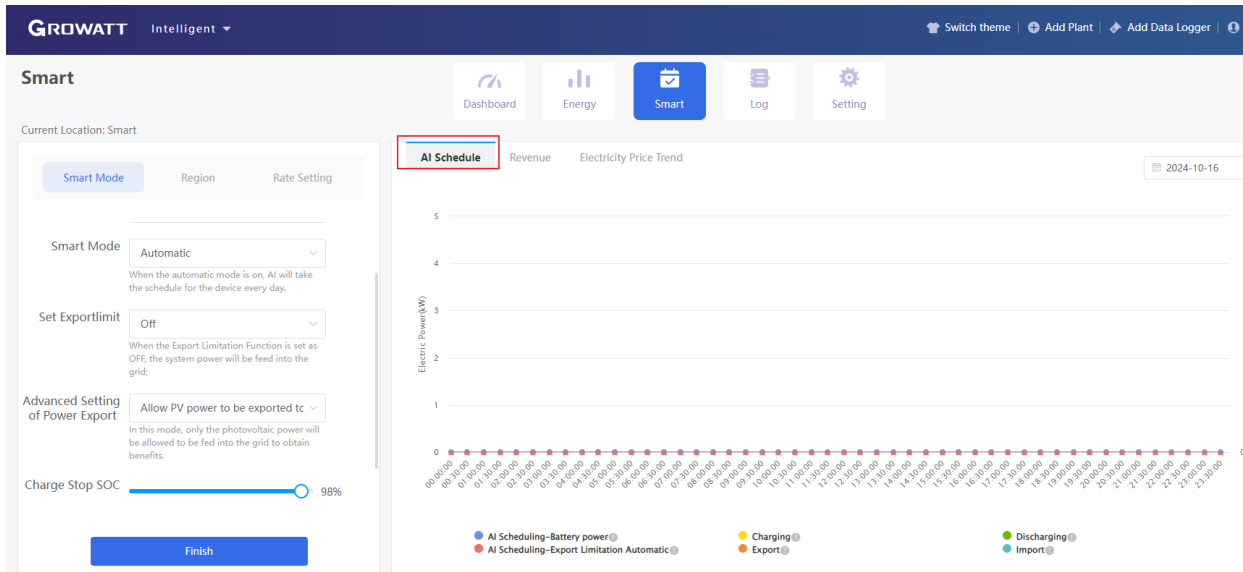 GROWATT
Intelligent
Switch theme
Add Plant
Add Data Logger
Smart
Dashboard
Energy
Smart
Log
Setting
Current Location: Smart
Smart Mode
Region
Rate Setting
Smart Mode
Automatic
When the automatic mode is on, AI will take
the schedule for the device every day.
Set Exportlimit
Off
When the Export Limitation Function is set as
OFF, the system power will be feed into the
grid;
Advanced Setting
of Power Export
Allow PV power to be exported tc
In this mode, only the photovoltaic power will
be allowed to be fed into the grid to obtain
benefits.
Charge Stop SOC
98%
Finish
AI Schedule
Revenue
Electricity Price Trend
2024-10-16
Electric Power(kW)
5
4
3
2
1
0
00:00:00
00:30:00
01:00:00
01:30:00
02:00:00
02:30:00
03:00:00
03:30:00
04:00:00
04:30:00
05:00:00
05:30:00
06:00:00
06:30:00
07:00:00
07:30:00
08:00:00
08:30:00
09:00:00
09:30:00
10:00:00
10:30:00
11:00:00
11:30:00
12:00:00
12:30:00
13:00:00
13:30:00
14:00:00
14:30:00
15:00:00
15:30:00
16:00:00
16:30:00
17:00:00
17:30:00
18:00:00
18:30:00
19:00:00
19:30:00
20:00:00
20:30:00
21:00:00
21:30:00
22:00:00
22:30:00
23:00:00
23:30:00
AI Scheduling-Battery power
Charging
Discharging
AI Scheduling-Export Limitation Automatic
Export
Import